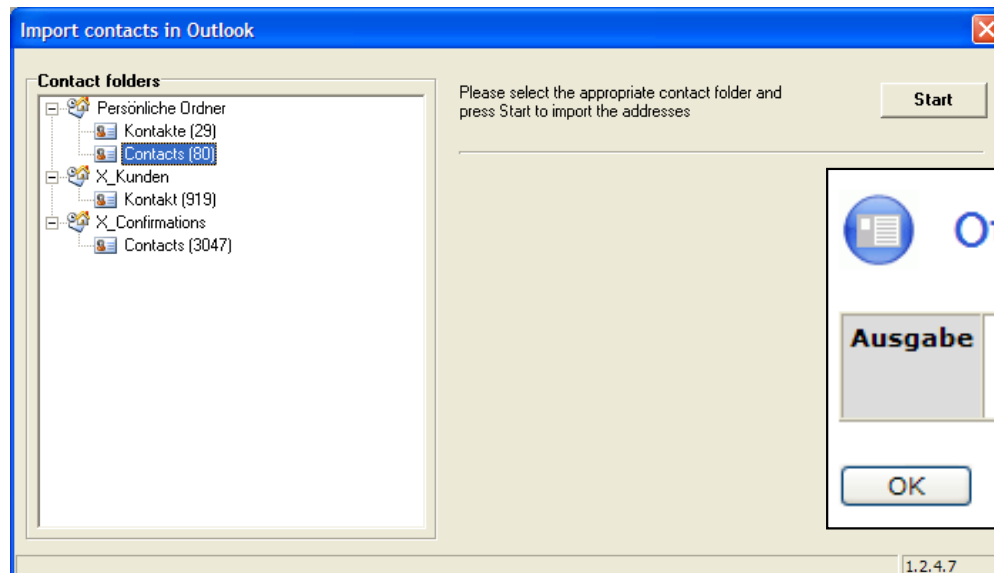 Import contacts in Outlook
Contact folders
Persönliche Ordner
Kontakte (29)
Contacts (80)
X_Kunden
Kontakt (919)
X_Confirmations
Contacts (3047)
Please select the appropriate contact folder and
press Start to import the addresses
Start
Ausgabe
OK
1.2.4.7